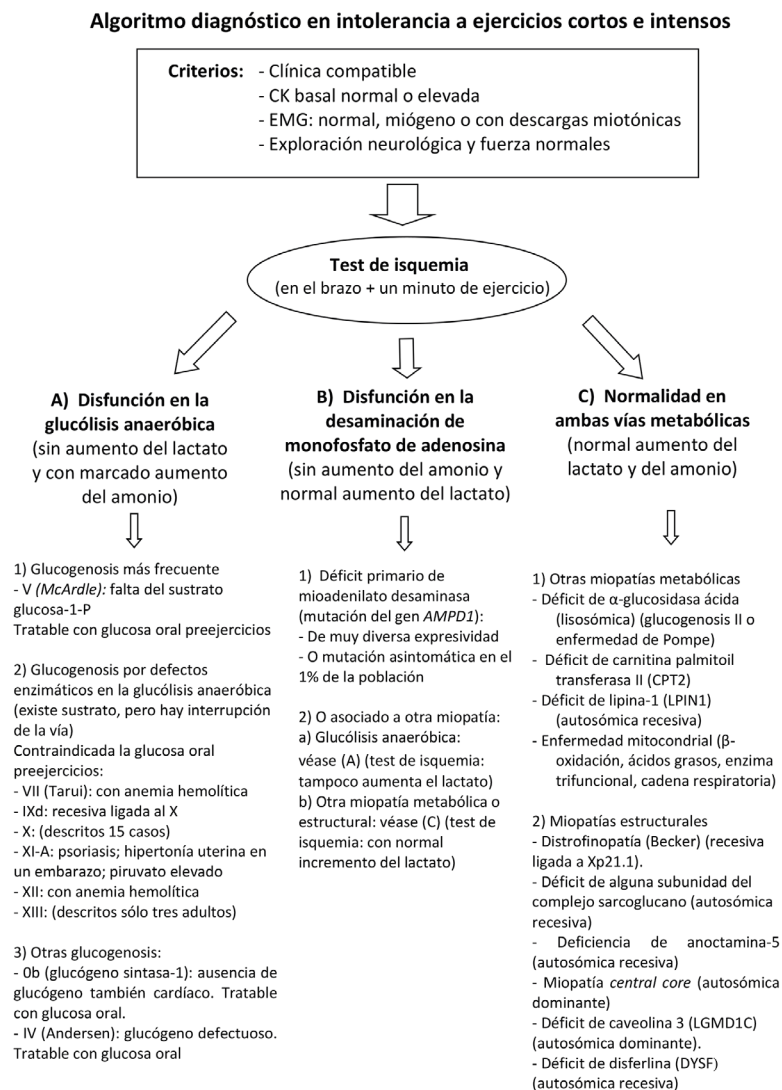 Algoritmo diagnóstico en intolerancia a ejercicios cortos e intensos
Criterios: - Clínica compatible
- CK basal normal o elevada
- EMG: normal, miógeno o con descargas miotónicas
- Exploración neurológica y fuerza normales
Test de isquemia
(en el brazo + un minuto de ejercicio)
A) Disfunción en la
glucólisis anaeróbica
(sin aumento del lactato
y con marcado aumento
del amonio)
1) Glucogenosis más frecuente
- V (McArdle): falta del sustrato
glucosa-1-P
Tratable con glucosa oral preejercicios
2) Glucogenosis por defectos
enzimáticos en la glucólisis anaeróbica
(existe sustrato, pero hay interrupción
de la vía)
Contraindicada la glucosa oral
preejercicios:
- VII (Tarui): con anemia hemolítica
- IXd: recesiva ligada al X
- X: (descritos 15 casos)
- XI-A: psoriasis; hipertonía uterina en
un embarazo; piruvato elevado
- XII: con anemia hemolítica
- XIII: (descritos sólo tres adultos)
3) Otras glucogenosis:
- 0b (glucógeno sintasa-1): ausencia de
glucógeno también cardíaco. Tratable
con glucosa oral.
- IV (Andersen): glucógeno defectuoso.
Tratable con glucosa oral
B) Disfunción en la
desaminación de
monofosfato de adenosina
(sin aumento del amonio y
normal aumento del lactato)
1) Déficit primario de
mioadenilato desaminasa
(mutación del gen AMPD1):
- De muy diversa expresividad
- O mutación asintomática en el
1% de la población
2) O asociado a otra miopatía:
a) Glucólisis anaeróbica:
véase (A) (test de isquemia:
tampoco aumenta el lactato)
b) Otra miopatía metabólica o
estructural: véase (C) (test de
isquemia: con normal
incremento del lactato)
C) Normalidad en
ambas vías metabólicas
(normal aumento del
lactato y del amonio)
1) Otras miopatías metabólicas
- Déficit de α-glucosidasa ácida
(lisosómica) (glucogenosis II o
enfermedad de Pompe)
- Déficit de carnitina palmitoil
transferasa II (CPT2)
- Déficit de lipina-1 (LPIN1)
(autosómica recesiva)
- Enfermedad mitocondrial (β-
oxidación, ácidos grasos, enzima
trifuncional, cadena respiratoria)
2) Miopatías estructurales
- Distrofinopatía (Becker) (recesiva
ligada a Xp21.1).
- Déficit de alguna subunidad del
complejo sarcoglucano (autosómica
recesiva)
- Deficiencia de anoctamina-5
(autosómica recesiva)
- Miopatía central core (autosómica
dominante)
- Déficit de caveolina 3 (LGMD1C)
(autosómica dominante).
- Déficit de disferlina (DYSF)
(autosómica recesiva)